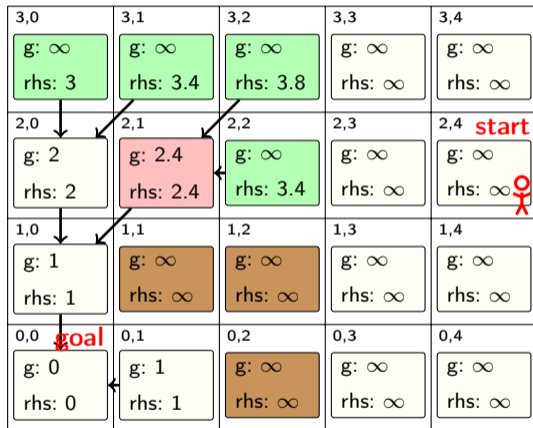 3,0 3,1 3,2 3,3 3,4
g: ∞ g: ∞ g: ∞ g: ∞ g: ∞
rhs: 3 rhs: 3.4 rhs: 3.8 rhs: ∞ rhs: ∞
2,0 2,1 2,2 2,3 2,4 start
g: 2 g: 2.4 g: ∞ g: ∞ g: ∞
rhs: 2 rhs: 2.4 rhs: 3.4 rhs: ∞ rhs: ∞
1,0 1,1 1,2 1,3 1,4
g: 1 g: ∞ g: ∞ g: ∞ g: ∞
rhs: 1 rhs: ∞ rhs: ∞ rhs: ∞ rhs: ∞
0,0 goal 0,1 0,2 0,3 0,4
g: 0 g: 1 g: ∞ g: ∞ g: ∞
rhs: 0 rhs: 1 rhs: ∞ rhs: ∞ rhs: ∞